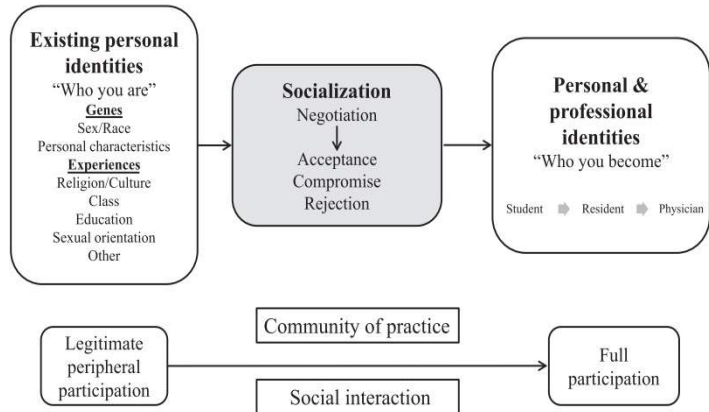 Existing personal
identities
“Who you are”
Genes
Sex/Race
Personal characteristics
Experiences
Religion/Culture
Class
Education
Sexual orientation
Other
Socialization
Negotiation
Acceptance
Compromise
Rejection
Personal &
professional
identities
“Who you become”
Student Resident Physician
Legitimate
peripheral
participation
Community of practice
Social interaction
Full
participation